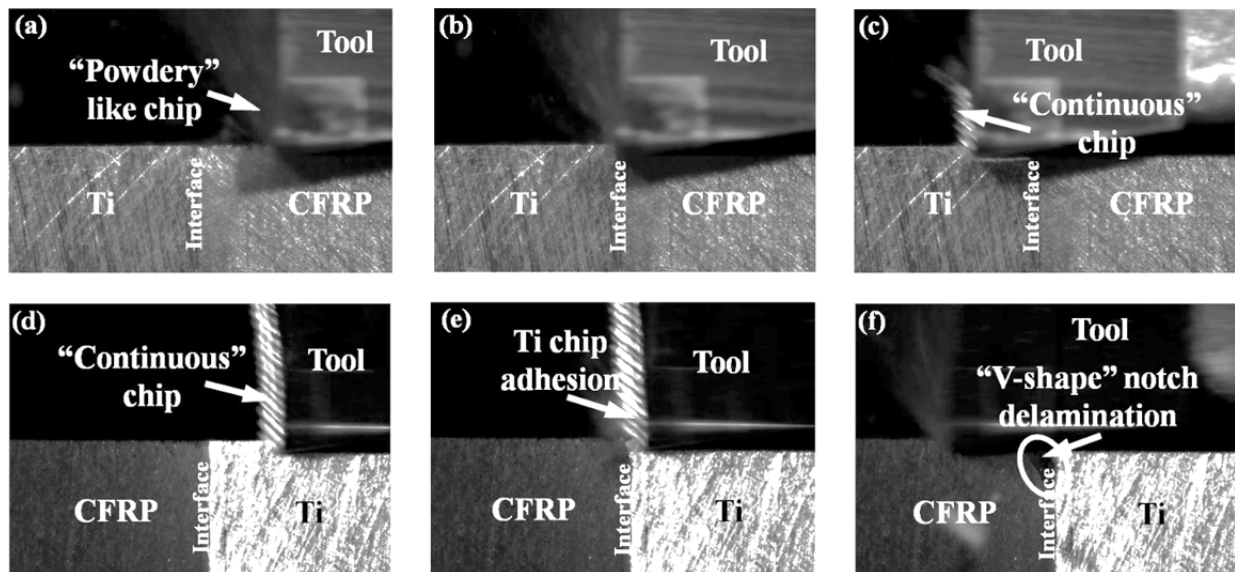 (a)
Tool
“Powdery”
like chip
Ti
Interface
CFRP
(b)
Tool
Ti
Interface
CFRP
(c)
Tool
“Continuous”
chip
Ti
Interface
CFRP
(d)
“Continuous”
chip
Tool
CFRP
Interface
Ti
(e)
Ti chip
adhesion
Tool
CFRP
Interface
Ti
(f)
Tool
“V-shape” notch
delamination
CFRP
Interface
Ti